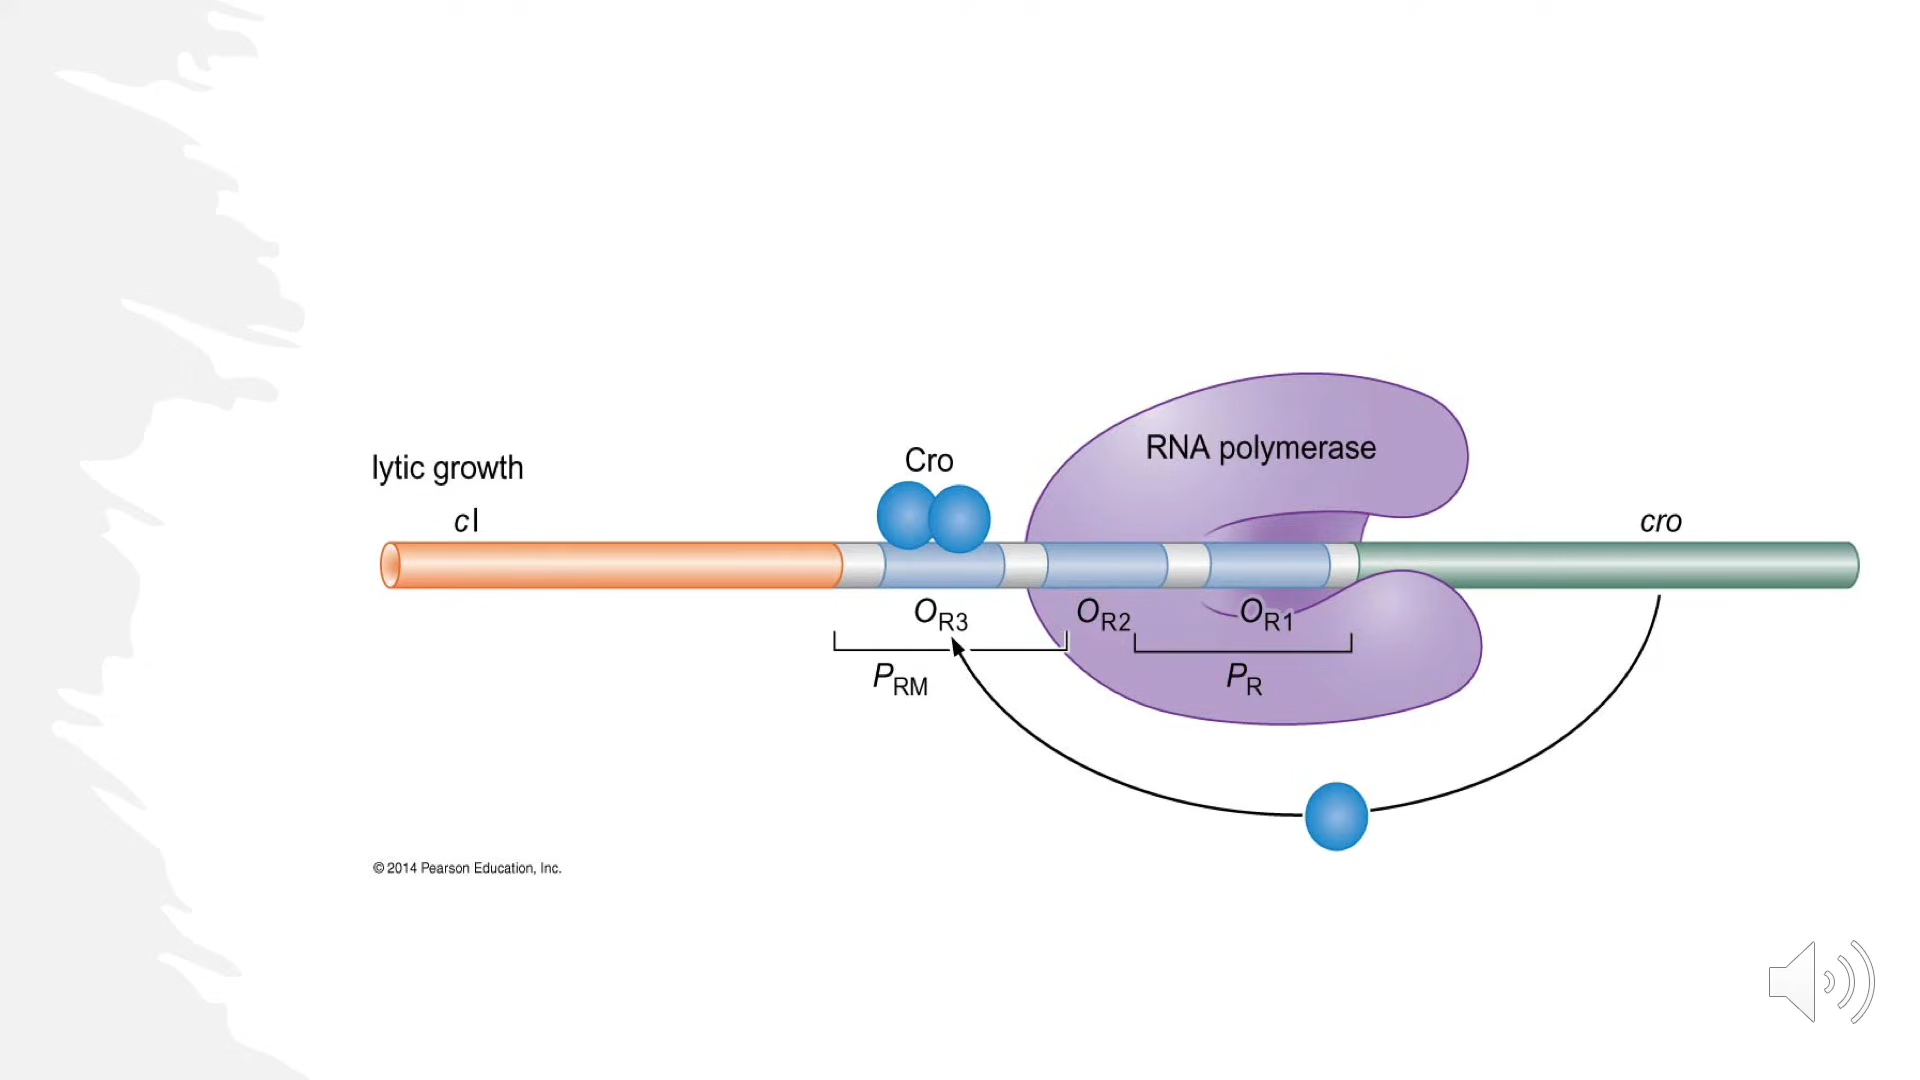 RNA polymerase
Cro
lytic growth
cI
cro
OR3
OR2
OR1
PRM
PR
© 2014 Pearson Education, Inc.